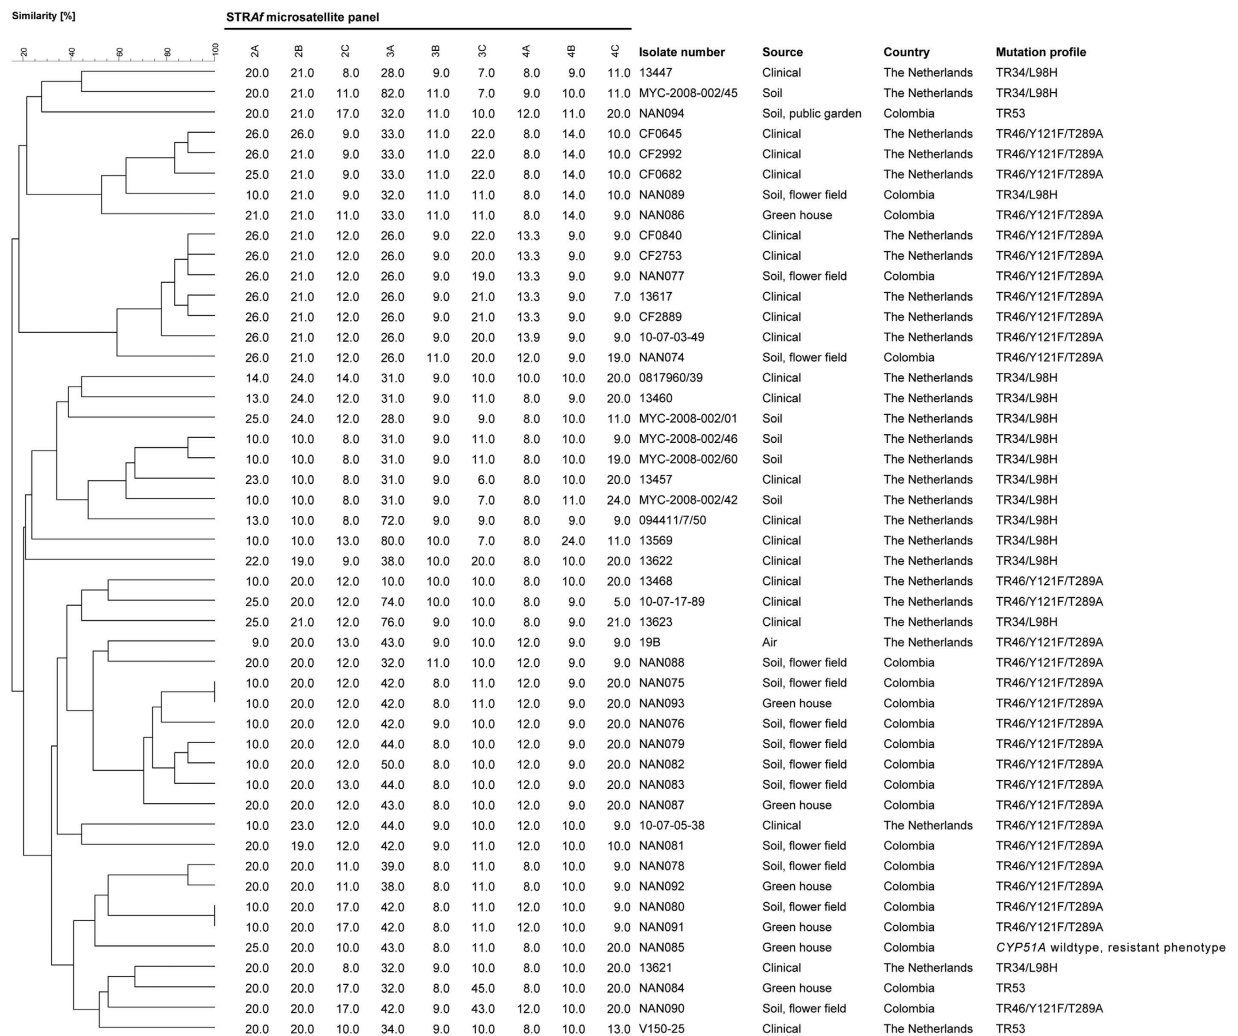 Similarity [%]
STRAf microsatellite panel
20 40 60 80 100 2A 2B 2C 3A 3B 3C 4A 4B 4C Isolate number Source Country Mutation profile
20.0 21.0 8.0 28.0 9.0 7.0 8.0 9.0 11.0 13447 Clinical The Netherlands TR34/L98H
20.0 21.0 11.0 82.0 11.0 7.0 9.0 10.0 11.0 MYC-2008-002/45 Soil The Netherlands TR34/L98H
20.0 21.0 17.0 32.0 11.0 10.0 12.0 11.0 20.0 NAN094 Soil, public garden Colombia TR53
26.0 26.0 9.0 33.0 11.0 22.0 8.0 14.0 10.0 CF0645 Clinical The Netherlands TR46/Y121F/T289A
26.0 21.0 9.0 33.0 11.0 22.0 8.0 14.0 10.0 CF2992 Clinical The Netherlands TR46/Y121F/T289A
25.0 21.0 9.0 33.0 11.0 22.0 8.0 14.0 10.0 CF0682 Clinical The Netherlands TR46/Y121F/T289A
10.0 21.0 9.0 32.0 11.0 11.0 8.0 14.0 10.0 NAN089 Soil, flower field Colombia TR34/L98H
21.0 21.0 11.0 33.0 11.0 11.0 8.0 14.0 9.0 NAN086 Green house Colombia TR46/Y121F/T289A
26.0 21.0 12.0 26.0 9.0 22.0 13.3 9.0 9.0 CF0840 Clinical The Netherlands TR46/Y121F/T289A
26.0 21.0 12.0 26.0 9.0 20.0 13.3 9.0 9.0 CF2753 Clinical The Netherlands TR46/Y121F/T289A
26.0 21.0 12.0 26.0 9.0 19.0 13.3 9.0 9.0 NAN077 Soil, flower field Colombia TR46/Y121F/T289A
26.0 21.0 12.0 26.0 9.0 21.0 13.3 9.0 7.0 13617 Clinical The Netherlands TR46/Y121F/T289A
26.0 21.0 12.0 26.0 9.0 21.0 13.3 9.0 9.0 CF2889 Clinical The Netherlands TR46/Y121F/T289A
26.0 21.0 12.0 26.0 9.0 20.0 13.9 9.0 9.0 10-07-03-49 Clinical The Netherlands TR46/Y121F/T289A
26.0 21.0 12.0 26.0 11.0 20.0 12.0 9.0 19.0 NAN074 Soil, flower field Colombia TR46/Y121F/T289A
14.0 24.0 14.0 31.0 9.0 10.0 10.0 10.0 20.0 0817960/39 Clinical The Netherlands TR34/L98H
13.0 24.0 12.0 31.0 9.0 11.0 8.0 9.0 20.0 13460 Clinical The Netherlands TR34/L98H
25.0 24.0 12.0 28.0 9.0 9.0 8.0 10.0 11.0 MYC-2008-002/01 Soil The Netherlands TR34/L98H
10.0 10.0 8.0 31.0 9.0 11.0 8.0 10.0 9.0 MYC-2008-002/46 Soil The Netherlands TR34/L98H
10.0 10.0 8.0 31.0 9.0 11.0 8.0 10.0 19.0 MYC-2008-002/60 Soil The Netherlands TR34/L98H
23.0 10.0 8.0 31.0 9.0 6.0 8.0 10.0 20.0 13457 Clinical The Netherlands TR34/L98H
10.0 10.0 8.0 31.0 9.0 7.0 8.0 11.0 24.0 MYC-2008-002/42 Soil The Netherlands TR34/L98H
13.0 10.0 8.0 72.0 9.0 9.0 8.0 9.0 9.0 094411/7/50 Clinical The Netherlands TR34/L98H
10.0 10.0 13.0 80.0 10.0 7.0 8.0 24.0 11.0 13569 Clinical The Netherlands TR34/L98H
22.0 19.0 9.0 38.0 10.0 20.0 8.0 10.0 20.0 13622 Clinical The Netherlands TR34/L98H
10.0 20.0 12.0 10.0 10.0 10.0 8.0 10.0 20.0 13468 Clinical The Netherlands TR46/Y121F/T289A
25.0 20.0 12.0 74.0 10.0 10.0 8.0 9.0 5.0 10-07-17-89 Clinical The Netherlands TR46/Y121F/T289A
25.0 21.0 12.0 76.0 9.0 10.0 8.0 9.0 21.0 13623 Clinical The Netherlands TR34/L98H
9.0 20.0 13.0 43.0 9.0 10.0 12.0 9.0 9.0 19B Air The Netherlands TR46/Y121F/T289A
20.0 20.0 12.0 32.0 11.0 10.0 12.0 9.0 9.0 NAN088 Soil, flower field Colombia TR46/Y121F/T289A
10.0 20.0 12.0 42.0 8.0 11.0 12.0 9.0 20.0 NAN075 Soil, flower field Colombia TR46/Y121F/T289A
10.0 20.0 12.0 42.0 8.0 11.0 12.0 9.0 20.0 NAN093 Green house Colombia TR46/Y121F/T289A
10.0 20.0 12.0 42.0 9.0 10.0 12.0 9.0 20.0 NAN076 Soil, flower field Colombia TR46/Y121F/T289A
10.0 20.0 12.0 44.0 8.0 10.0 12.0 9.0 20.0 NAN079 Soil, flower field Colombia TR46/Y121F/T289A
10.0 20.0 12.0 50.0 8.0 10.0 12.0 9.0 20.0 NAN082 Soil, flower field Colombia TR46/Y121F/T289A
10.0 20.0 13.0 44.0 8.0 10.0 12.0 9.0 20.0 NAN083 Soil, flower field Colombia TR46/Y121F/T289A
20.0 20.0 12.0 43.0 8.0 10.0 12.0 9.0 20.0 NAN087 Green house Colombia TR46/Y121F/T289A
10.0 23.0 12.0 44.0 9.0 10.0 12.0 10.0 9.0 10-07-05-38 Clinical The Netherlands TR46/Y121F/T289A
20.0 19.0 12.0 42.0 9.0 11.0 12.0 10.0 10.0 NAN081 Soil, flower field Colombia TR46/Y121F/T289A
20.0 20.0 11.0 39.0 8.0 11.0 8.0 10.0 9.0 NAN078 Soil, flower field Colombia TR46/Y121F/T289A
20.0 20.0 11.0 38.0 8.0 11.0 8.0 10.0 9.0 NAN092 Green house Colombia TR46/Y121F/T289A
10.0 20.0 17.0 42.0 8.0 11.0 12.0 10.0 9.0 NAN080 Soil, flower field Colombia TR46/Y121F/T289A
10.0 20.0 17.0 42.0 8.0 11.0 12.0 10.0 9.0 NAN091 Green house Colombia TR46/Y121F/T289A
25.0 20.0 10.0 43.0 8.0 11.0 8.0 10.0 20.0 NAN085 Green house Colombia CYP51A wildtype, resistant phenotype
20.0 20.0 8.0 32.0 9.0 10.0 8.0 10.0 20.0 13621 Clinical The Netherlands TR34/L98H
20.0 20.0 17.0 32.0 8.0 45.0 8.0 10.0 20.0 NAN084 Green house Colombia TR53
20.0 20.0 17.0 42.0 9.0 43.0 12.0 10.0 20.0 NAN090 Soil, flower field Colombia TR46/Y121F/T289A
20.0 20.0 10.0 34.0 9.0 10.0 8.0 10.0 13.0 V150-25 Clinical The Netherlands TR53